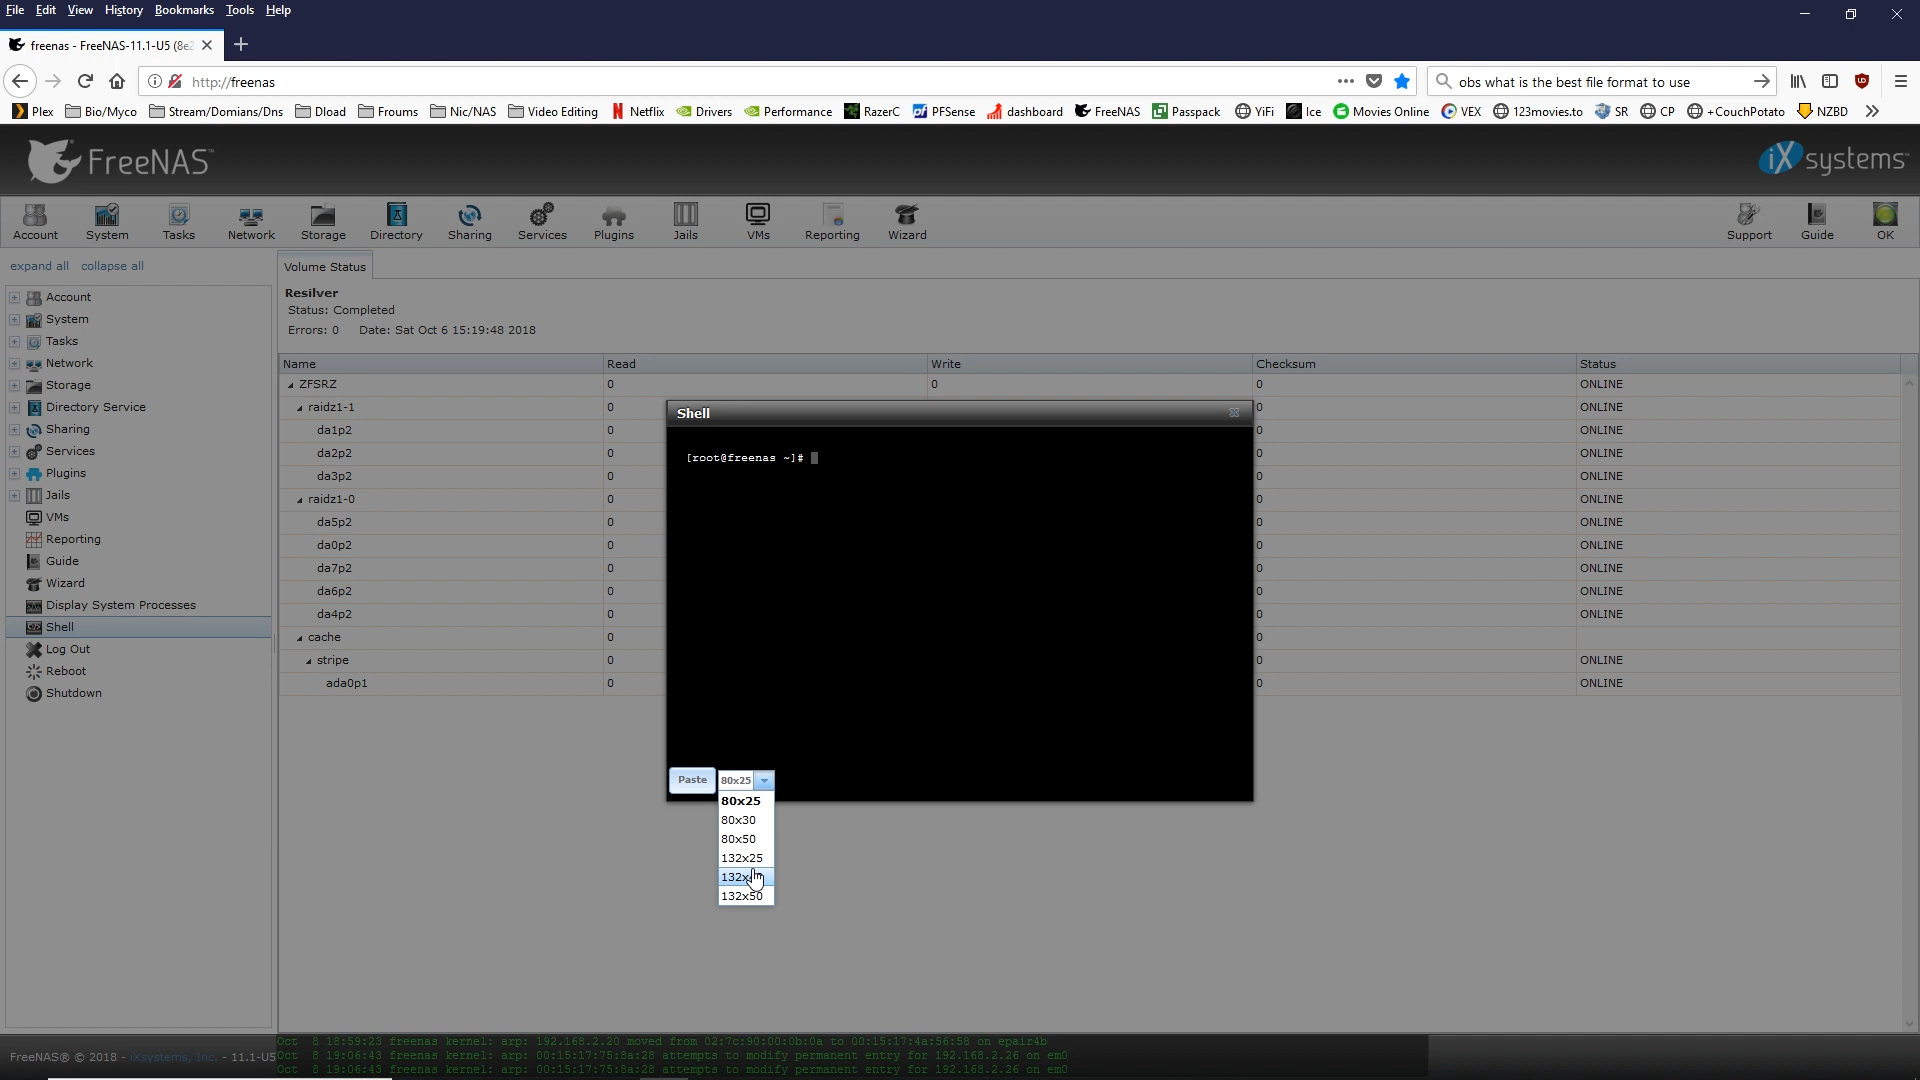 File Edit View History Bookmarks Tools Help
freenas - FreeNAS-11.1-U5 (8e2
http://freenas
obs what is the best file format to use
Plex Bio/Myco Stream/Domians/Dns Dload Froums Nic/NAS Video Editing Netflix Drivers Performance RazerC PFSense dashboard FreeNAS Passpack YiFi Ice Movies Online VEX 123movies.to SR CP +CouchPotato NZBD
FreeNAS™
iXsystems
Account System Tasks Network Storage Directory Sharing Services Plugins Jails VMs Reporting Wizard Support Guide OK
expand all collapse all
Account
System
Tasks
Network
Storage
Directory Service
Sharing
Services
Plugins
Jails
VMs
Reporting
Guide
Wizard
Display System Processes
Shell
Log Out
Reboot
Shutdown
Volume Status
Resilver
Status: Completed
Errors: 0 Date: Sat Oct 6 15:19:48 2018
Name Read Write Checksum Status
ZFSRZ 0 0 0 ONLINE
raidz1-1 0 0 ONLINE
da1p2 0 0 ONLINE
da2p2 0 0 ONLINE
da3p2 0 0 ONLINE
raidz1-0 0 0 ONLINE
da5p2 0 0 ONLINE
da0p2 0 0 ONLINE
da7p2 0 0 ONLINE
da6p2 0 0 ONLINE
da4p2 0 0 ONLINE
cache 0 0
stripe 0 0 ONLINE
ada0p1 0 0 ONLINE
Shell
[root@freenas ~]#
Paste 80x25
80x25
80x30
80x50
132x25
132x
132x50
FreeNAS® © 2018 - iXsystems, Inc. - 11.1-U5
Oct 8 18:59:23 freenas kernel: arp: 192.168.2.20 moved from 02:7c:90:00:0b:0a to 00:15:17:4a:56:58 on epair4b
Oct 8 19:06:43 freenas kernel: arp: 00:15:17:75:8a:28 attempts to modify permanent entry for 192.168.2.26 on em0
Oct 8 19:06:43 freenas kernel: arp: 00:15:17:75:8a:28 attempts to modify permanent entry for 192.168.2.26 on em0